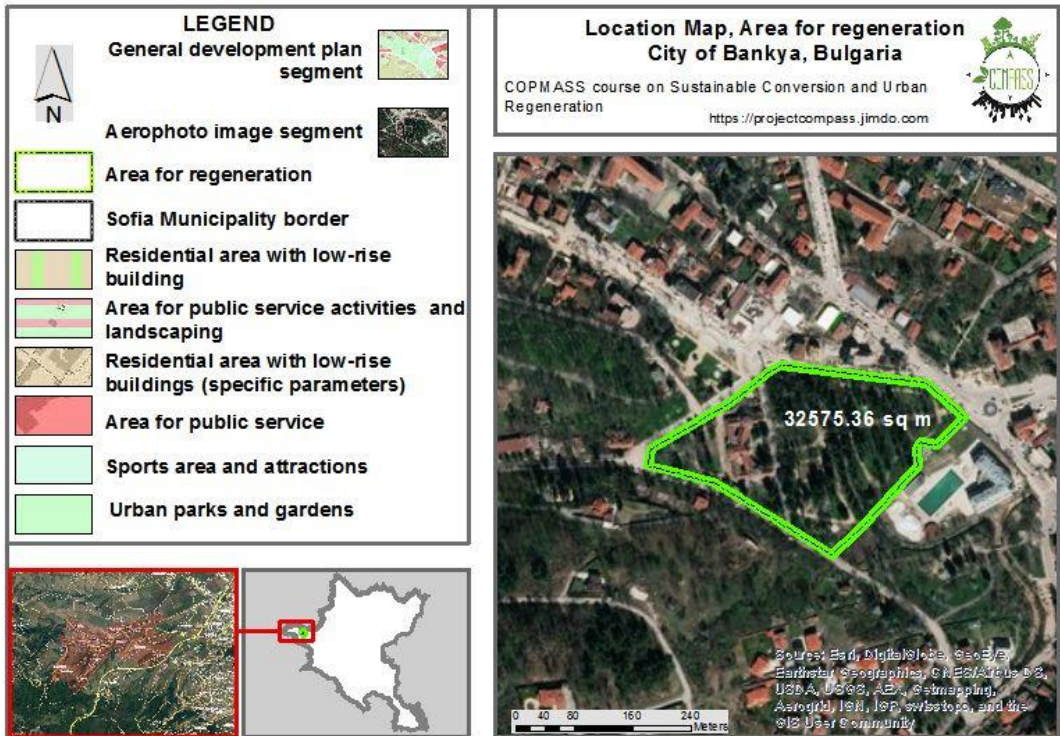 LEGEND
General development plan
segment
N
Aerophoto image segment
Area for regeneration
Sofia Municipality border
Residential area with low-rise
building
Area for public service activities and
landscaping
Residential area with low-rise
buildings (specific parameters)
Area for public service
Sports area and attractions
Urban parks and gardens
Location Map, Area for regeneration
City of Bankya, Bulgaria
COPMASS course on Sustainable Conversion and Urban
Regeneration
https://projectcompass.jimdo.com
COMPASS
32575.36 sq m
0 40 80 160 240
Meters
Source: Esri, DigitalGlobe, GeoEye,
Earthstar Geographics, CNES/Airbus DS,
USDA, USGS, AEX, Getmapping,
Aerogrid, IGN, IGP, swisstopo, and the
GIS User Community